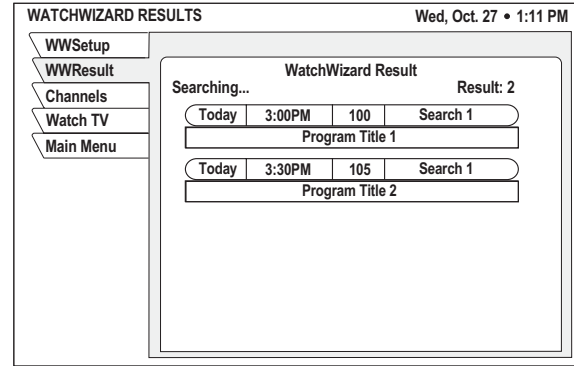 WATCHWIZARD RESULTS Wed, Oct. 27 • 1:11 PM
WWSetup
WWResult
Channels
Watch TV
Main Menu
WatchWizard Result
Searching... Result: 2
Today 3:00PM 100 Search 1
Program Title 1
Today 3:30PM 105 Search 1
Program Title 2